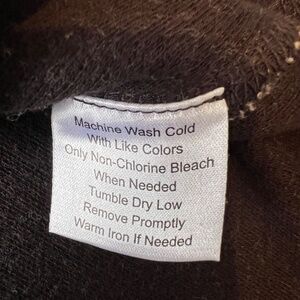 Machine Wash Cold
With Like Colors
Only Non-Chlorine Bleach
When Needed
Tumble Dry Low
Remove Promptly
Warm Iron If Needed